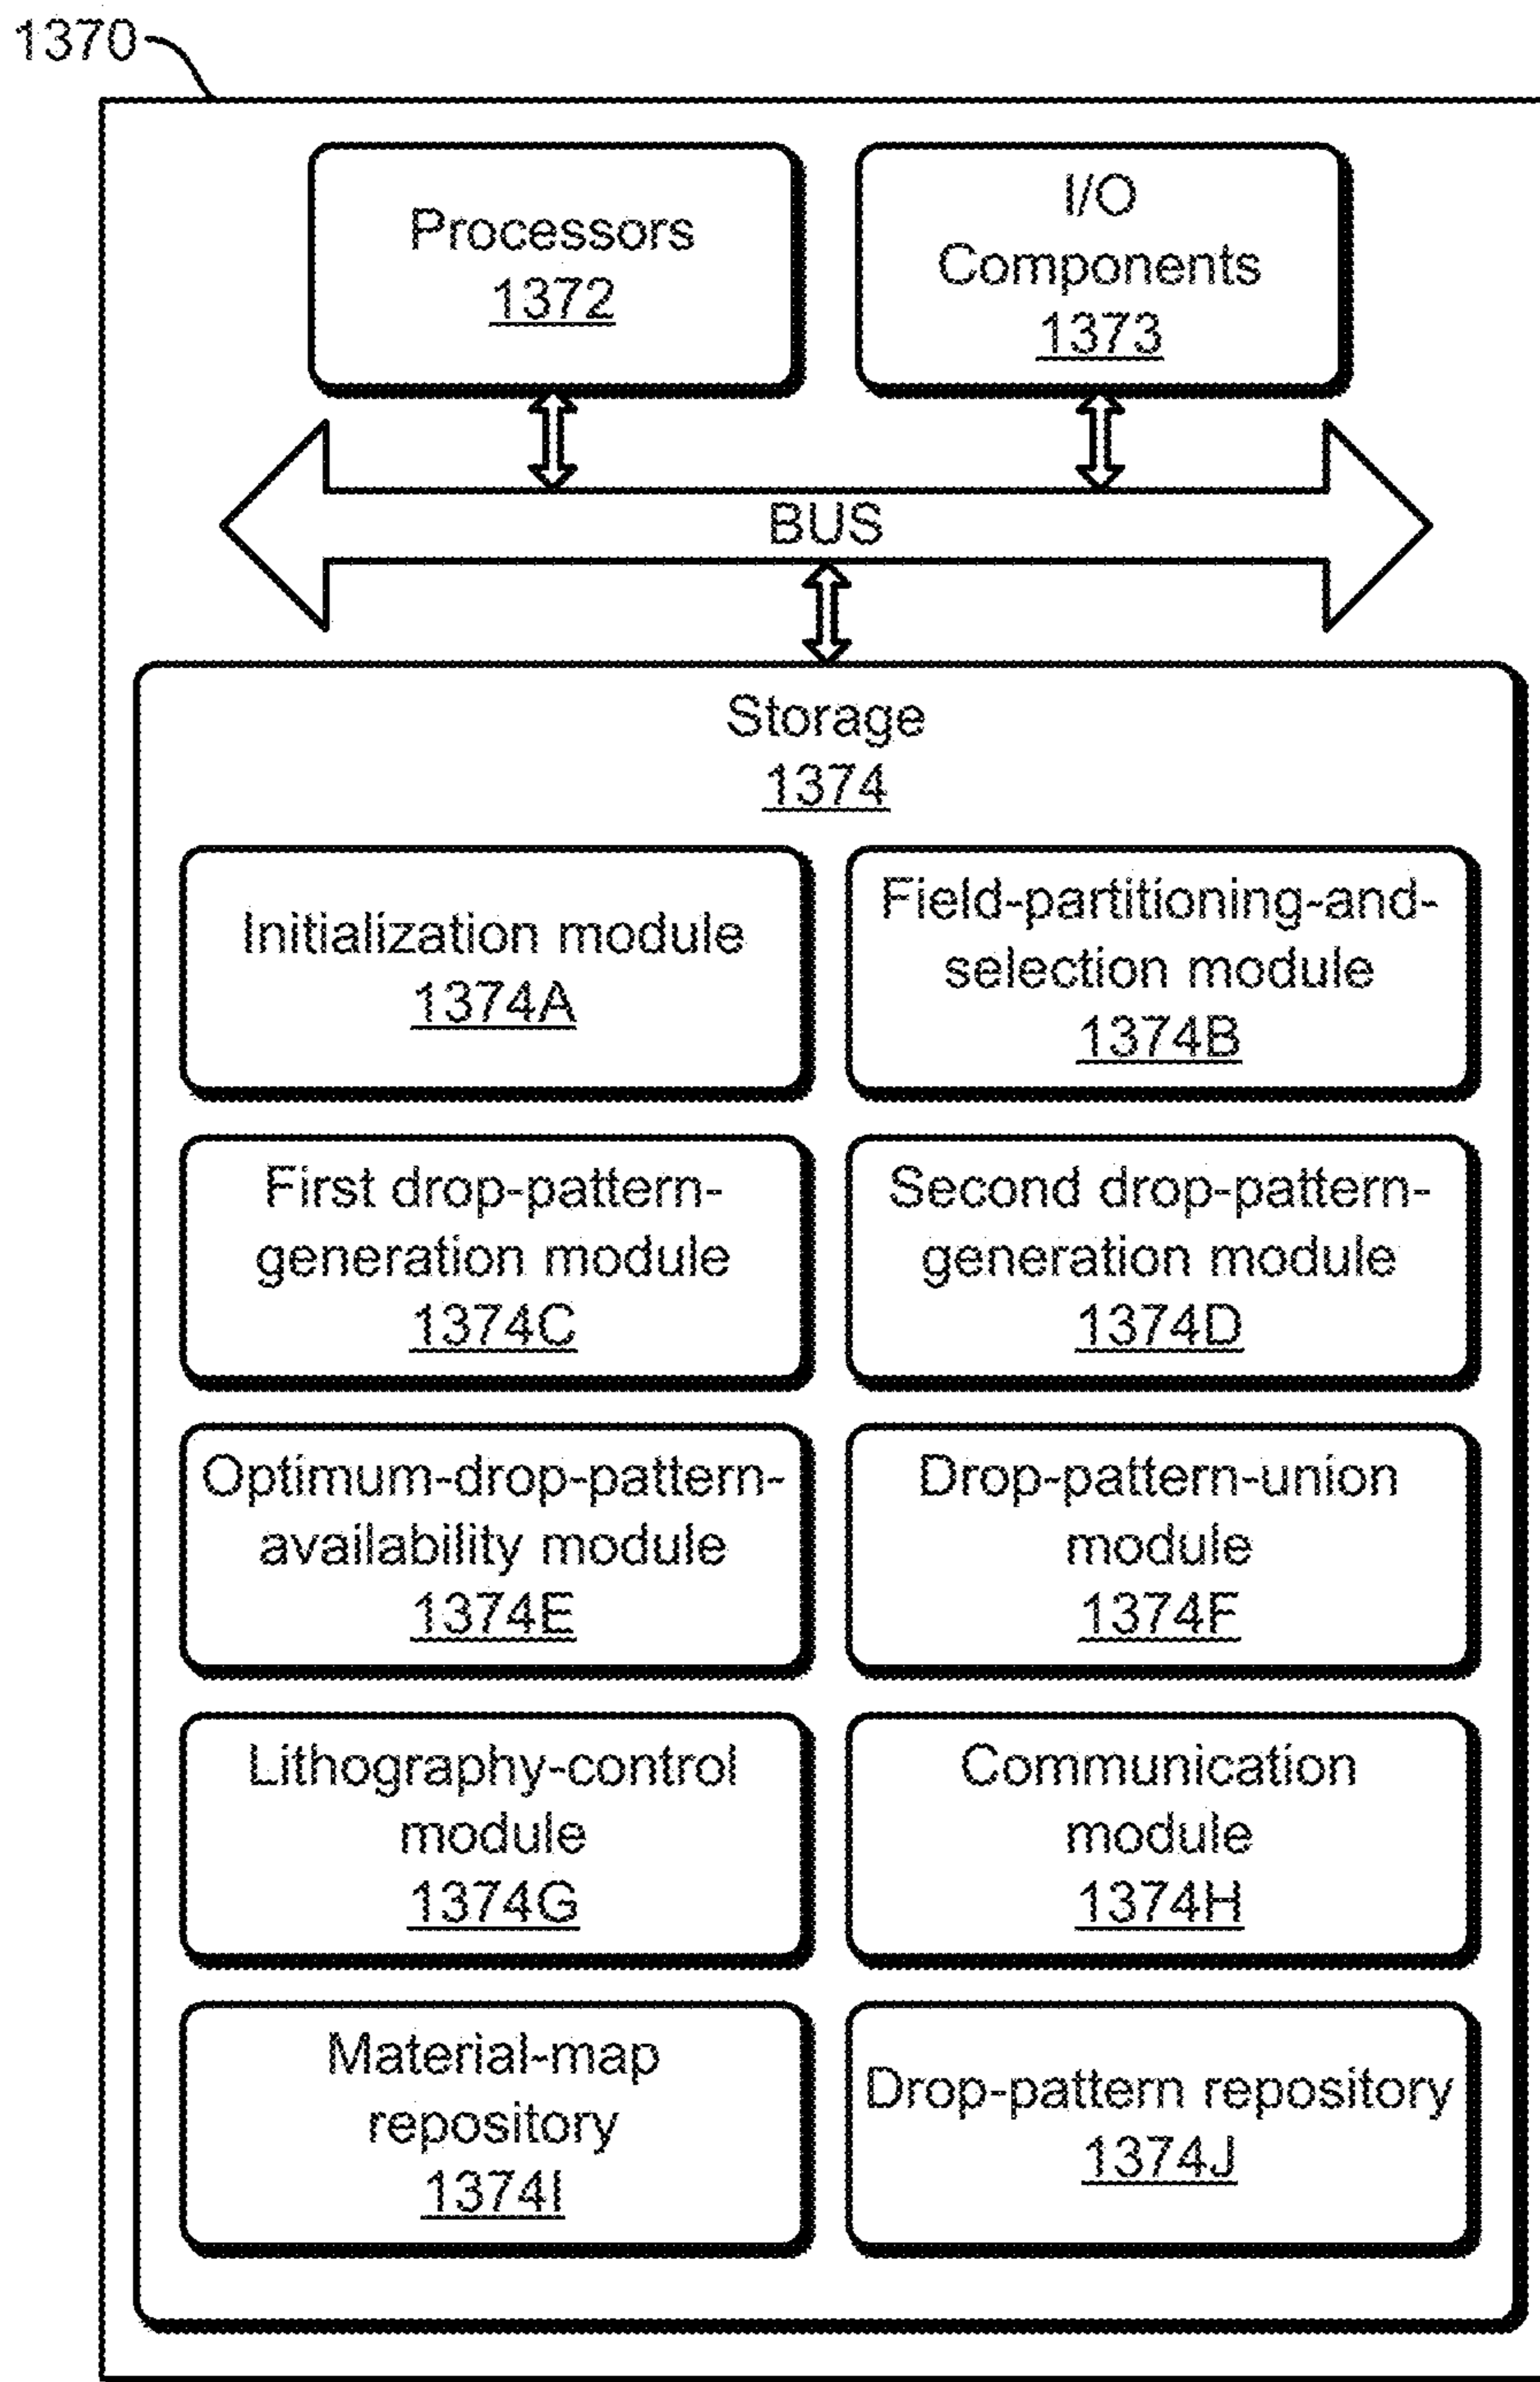 1370
Processors
1372
I/O
Components
1373
BUS
Storage
1374
Initialization module
1374A
Field-partitioning-and-
selection module
1374B
First drop-pattern-
generation module
1374C
Second drop-pattern-
generation module
1374D
Optimum-drop-pattern-
availability module
1374E
Drop-pattern-union
module
1374F
Lithography-control
module
1374G
Communication
module
1374H
Material-map
repository
1374I
Drop-pattern repository
1374J